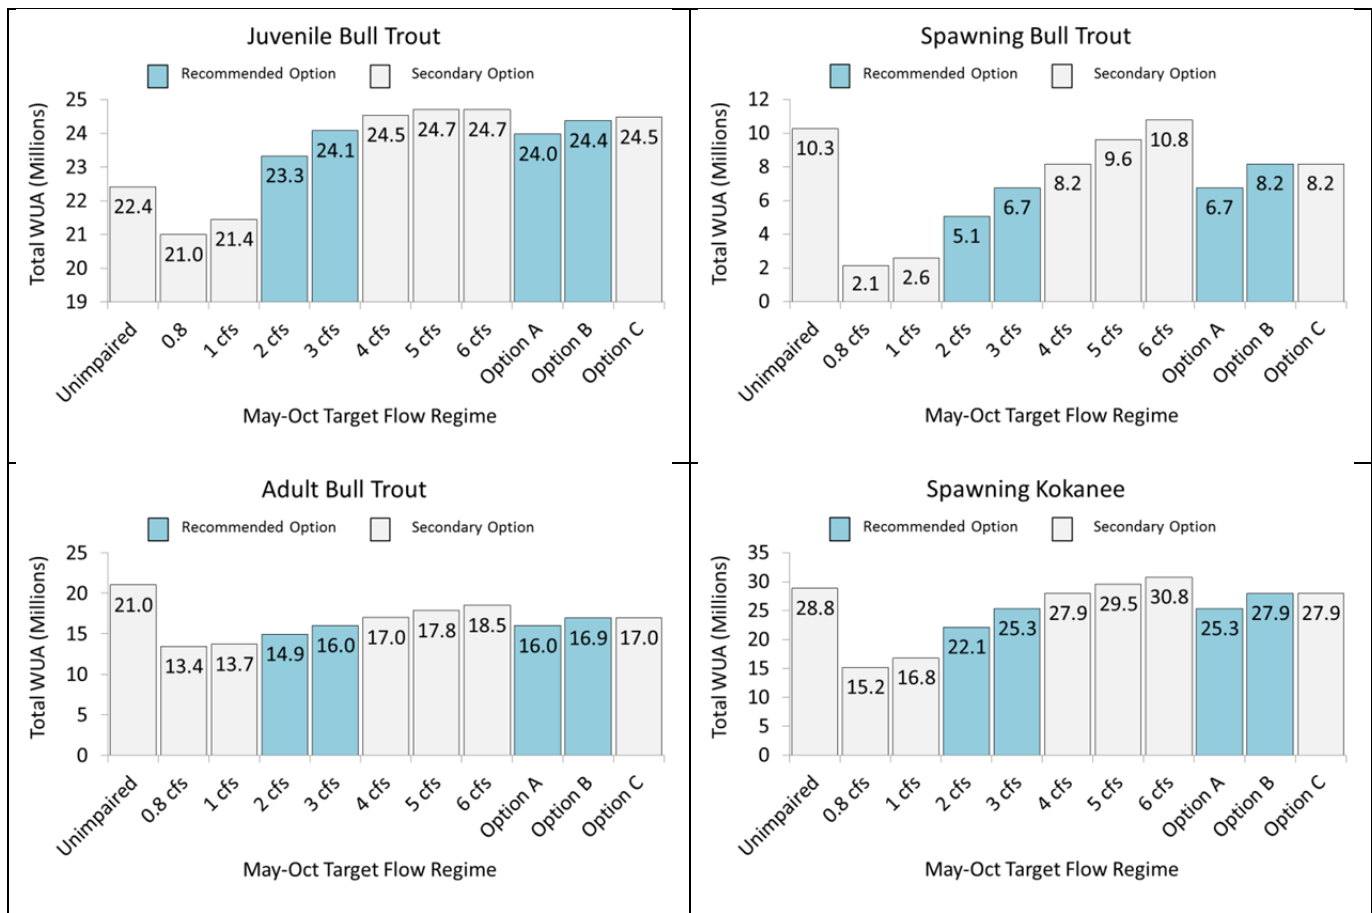 Juvenile Bull Trout
Recommended Option Secondary Option
Total WUA (Millions)
25
24
23
22
21
20
19
22.4 21.0 21.4 23.3 24.1 24.5 24.7 24.7 24.0 24.4 24.5
Unimpaired 0.8 1 cfs 2 cfs 3 cfs 4 cfs 5 cfs 6 cfs Option A Option B Option C
May-Oct Target Flow Regime
Spawning Bull Trout
Recommended Option Secondary Option
Total WUA (Millions)
12
10
8
6
4
2
0
10.3 2.1 2.6 5.1 6.7 8.2 9.6 10.8 6.7 8.2 8.2
Unimpaired 0.8 cfs 1 cfs 2 cfs 3 cfs 4 cfs 5 cfs 6 cfs Option A Option B Option C
May-Oct Target Flow Regime
Adult Bull Trout
Recommended Option Secondary Option
Total WUA (Millions)
25
20
15
10
5
0
21.0 13.4 13.7 14.9 16.0 17.0 17.8 18.5 16.0 16.9 17.0
Unimpaired 0.8 cfs 1 cfs 2 cfs 3 cfs 4 cfs 5 cfs 6 cfs Option A Option B Option C
May-Oct Target Flow Regime
Spawning Kokanee
Recommended Option Secondary Option
Total WUA (Millions)
35
30
25
20
15
10
5
0
28.8 15.2 16.8 22.1 25.3 27.9 29.5 30.8 25.3 27.9 27.9
Unimpaired 0.8 cfs 1 cfs 2 cfs 3 cfs 4 cfs 5 cfs 6 cfs Option A Option B Option C
May-Oct Target Flow Regime